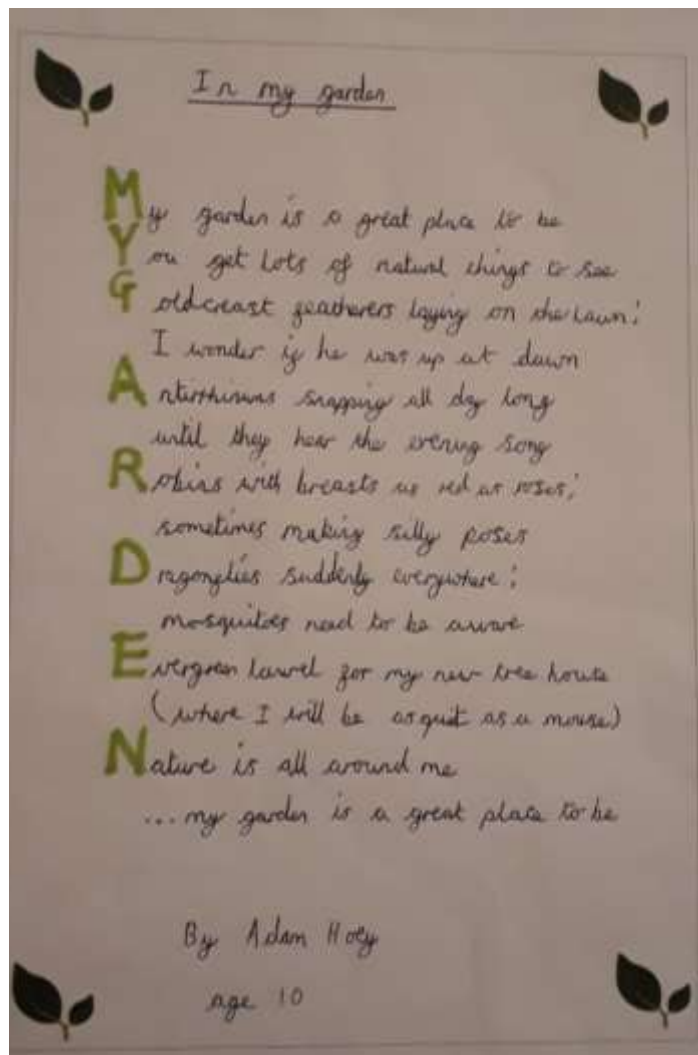 In my garden
My garden is a great place to be
You get lots of natural things to see
Goldcreast featherers laying on the lawn;
I wonder if he was up at dawn
Anterrhinums snapping all day long
until they hear the evening song
Robins with breasts as red as roses;
sometimes making silly poses
Dragonflies suddenly everywhere;
mosquitoes need to be aware
Evergreen laurel for my new tree house
(where I will be as quit as a mouse)
Nature is all around me
...my garden is a great place to be
By Adam Hoey
age 10